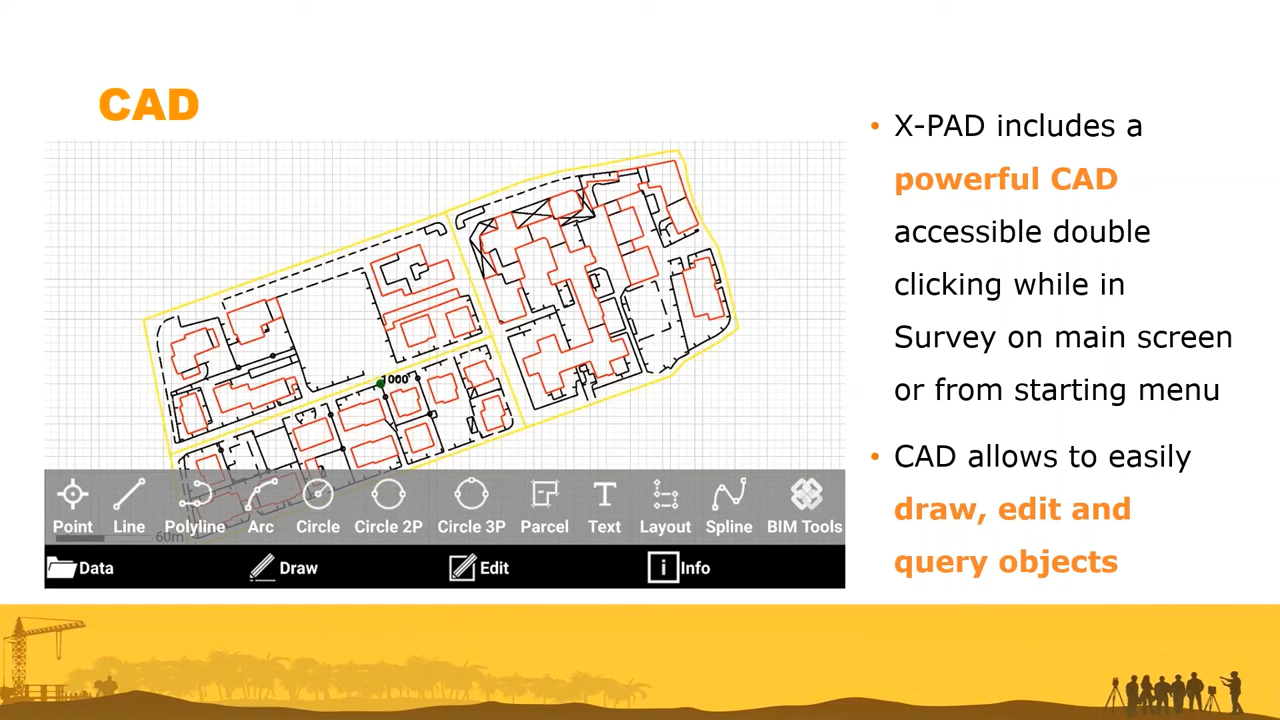 CAD
X-PAD includes a
powerful CAD
accessible double
clicking while in
Survey on main screen
or from starting menu
CAD allows to easily
draw, edit and
query objects
1000
Point Line Polyline Arc Circle Circle 2P Circle 3P Parcel Text Layout Spline BIM Tools
60m
Data Draw Edit Info